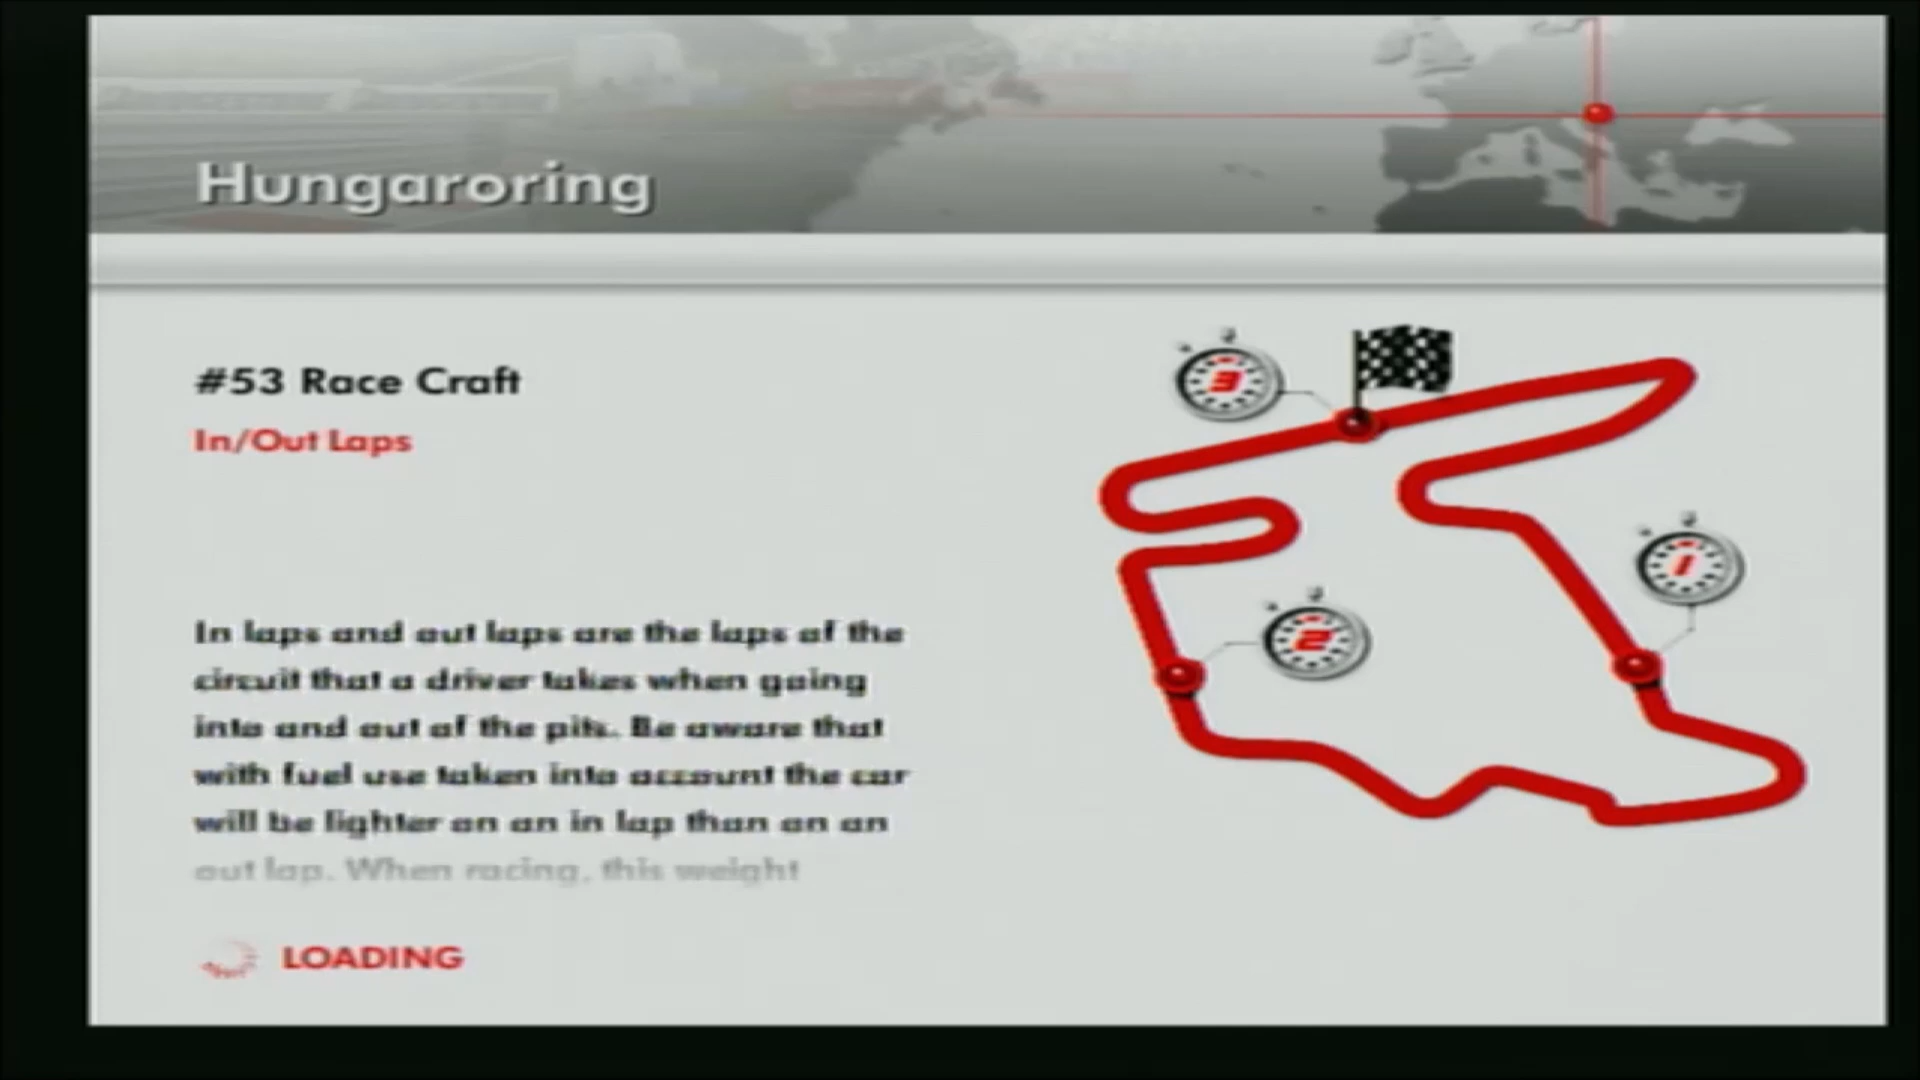 Hungaroring
#53 Race Craft
In/Out Laps
In laps and out laps are the laps of the
circuit that a driver takes when going
into and out of the pits. Be aware that
with fuel use taken into account the car
will be lighter on an in lap than on an
out lap. When racing, this weight
LOADING
3
1
2